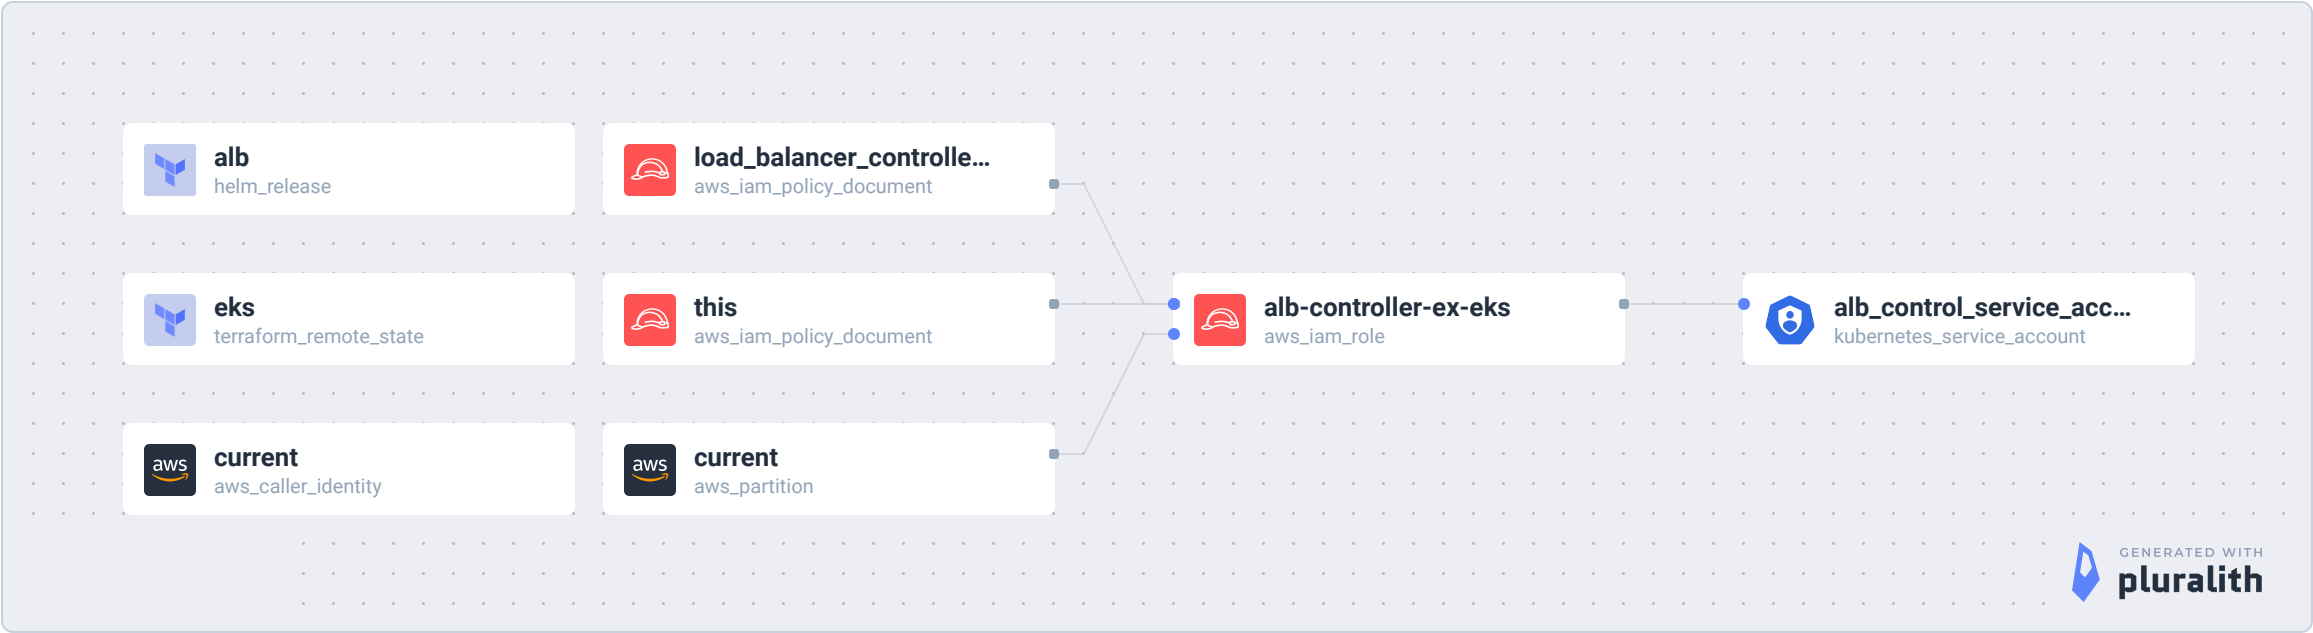 alb
helm_release
load_balancer_controlle...
aws_iam_policy_document
eks
terraform_remote_state
this
aws_iam_policy_document
alb-controller-ex-eks
aws_iam_role
alb_control_service_acc...
kubernetes_service_account
aws
current
aws_caller_identity
aws
current
aws_partition
GENERATED WITH
pluralith